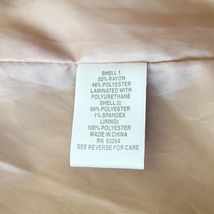 SHELL 1:
52% RAYON
48% POLYESTER
LAMINATED WITH
POLYURETHANE
SHELL 2:
99% POLYESTER
1% SPANDEX
LINING:
100% POLYESTER
MADE IN CHINA
RN 63264
SEE REVERSE FOR CARE